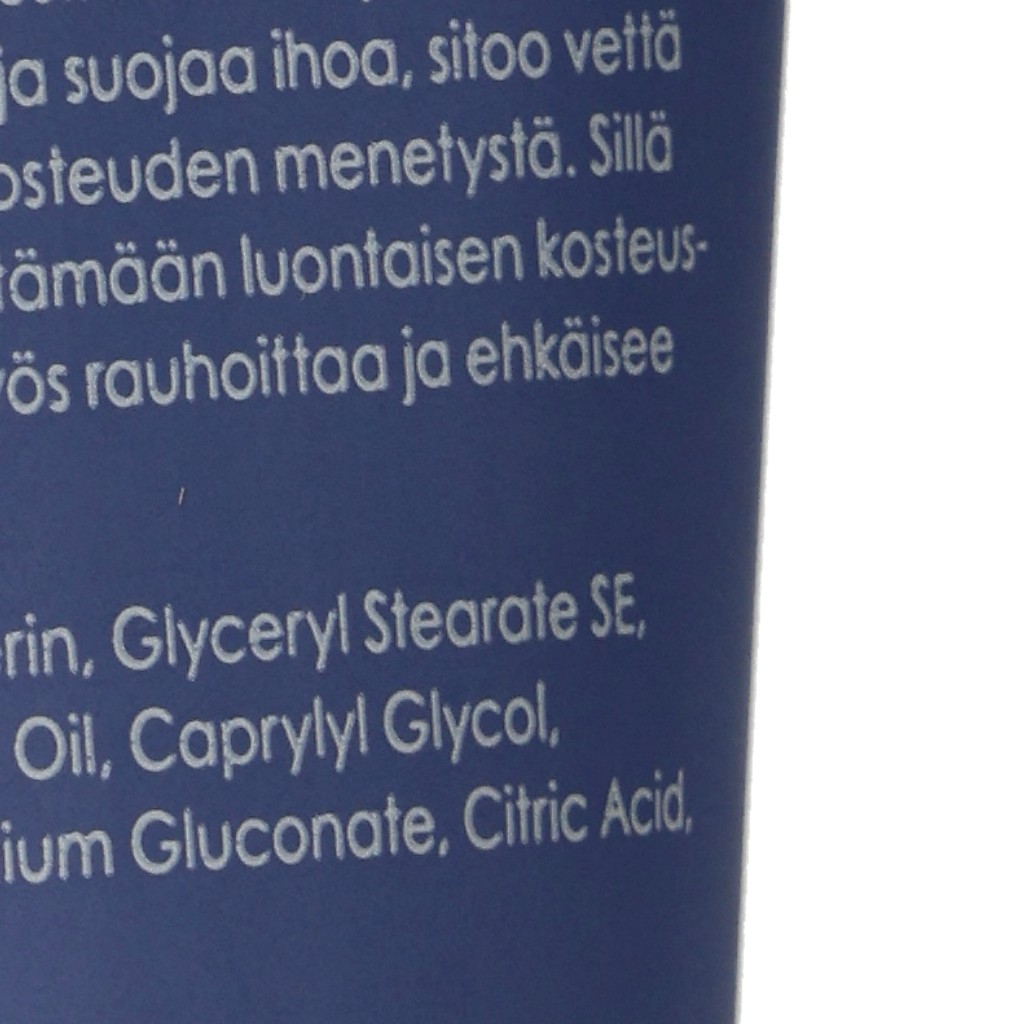 ja suojaa ihoa, sitoo vettä
osteuden menetystä. Sillä
tämään luontaisen kosteus-
yös rauhoittaa ja ehkäisee
rin, Glyceryl Stearate SE,
Oil, Caprylyl Glycol,
ium Gluconate, Citric Acid,